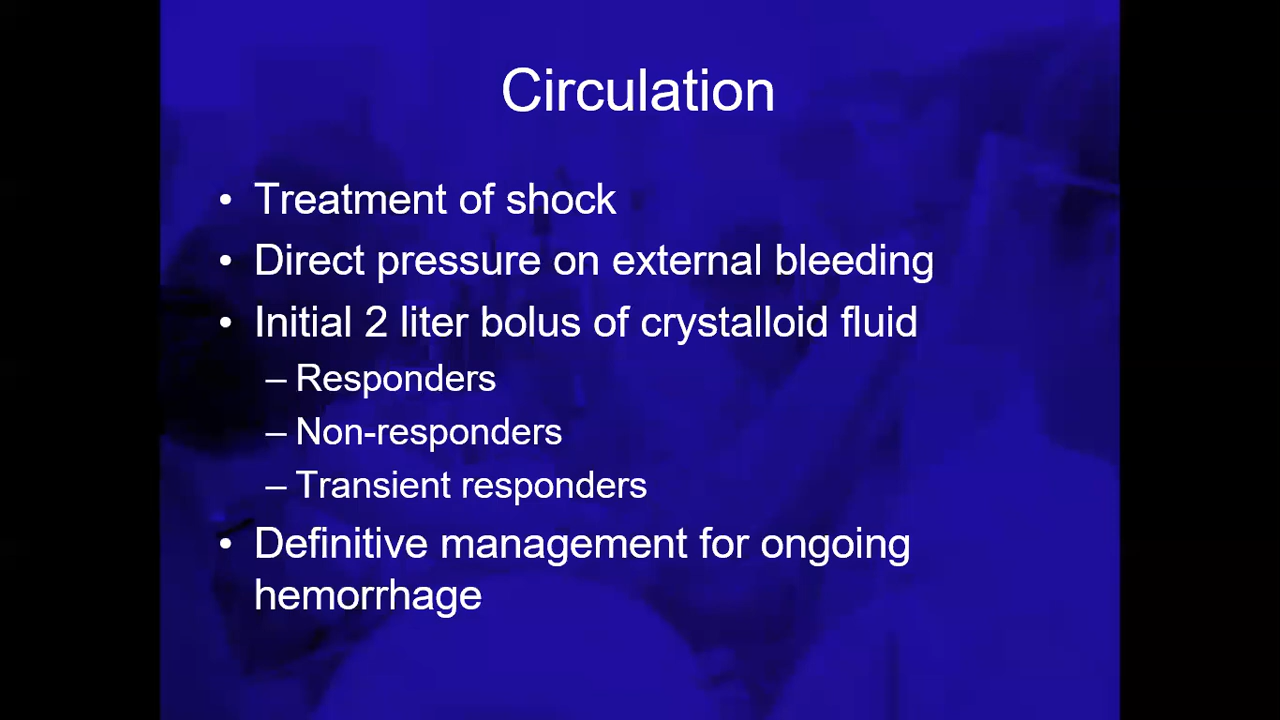 Circulation
• Treatment of shock
• Direct pressure on external bleeding
• Initial 2 liter bolus of crystalloid fluid
– Responders
– Non-responders
– Transient responders
• Definitive management for ongoing
hemorrhage